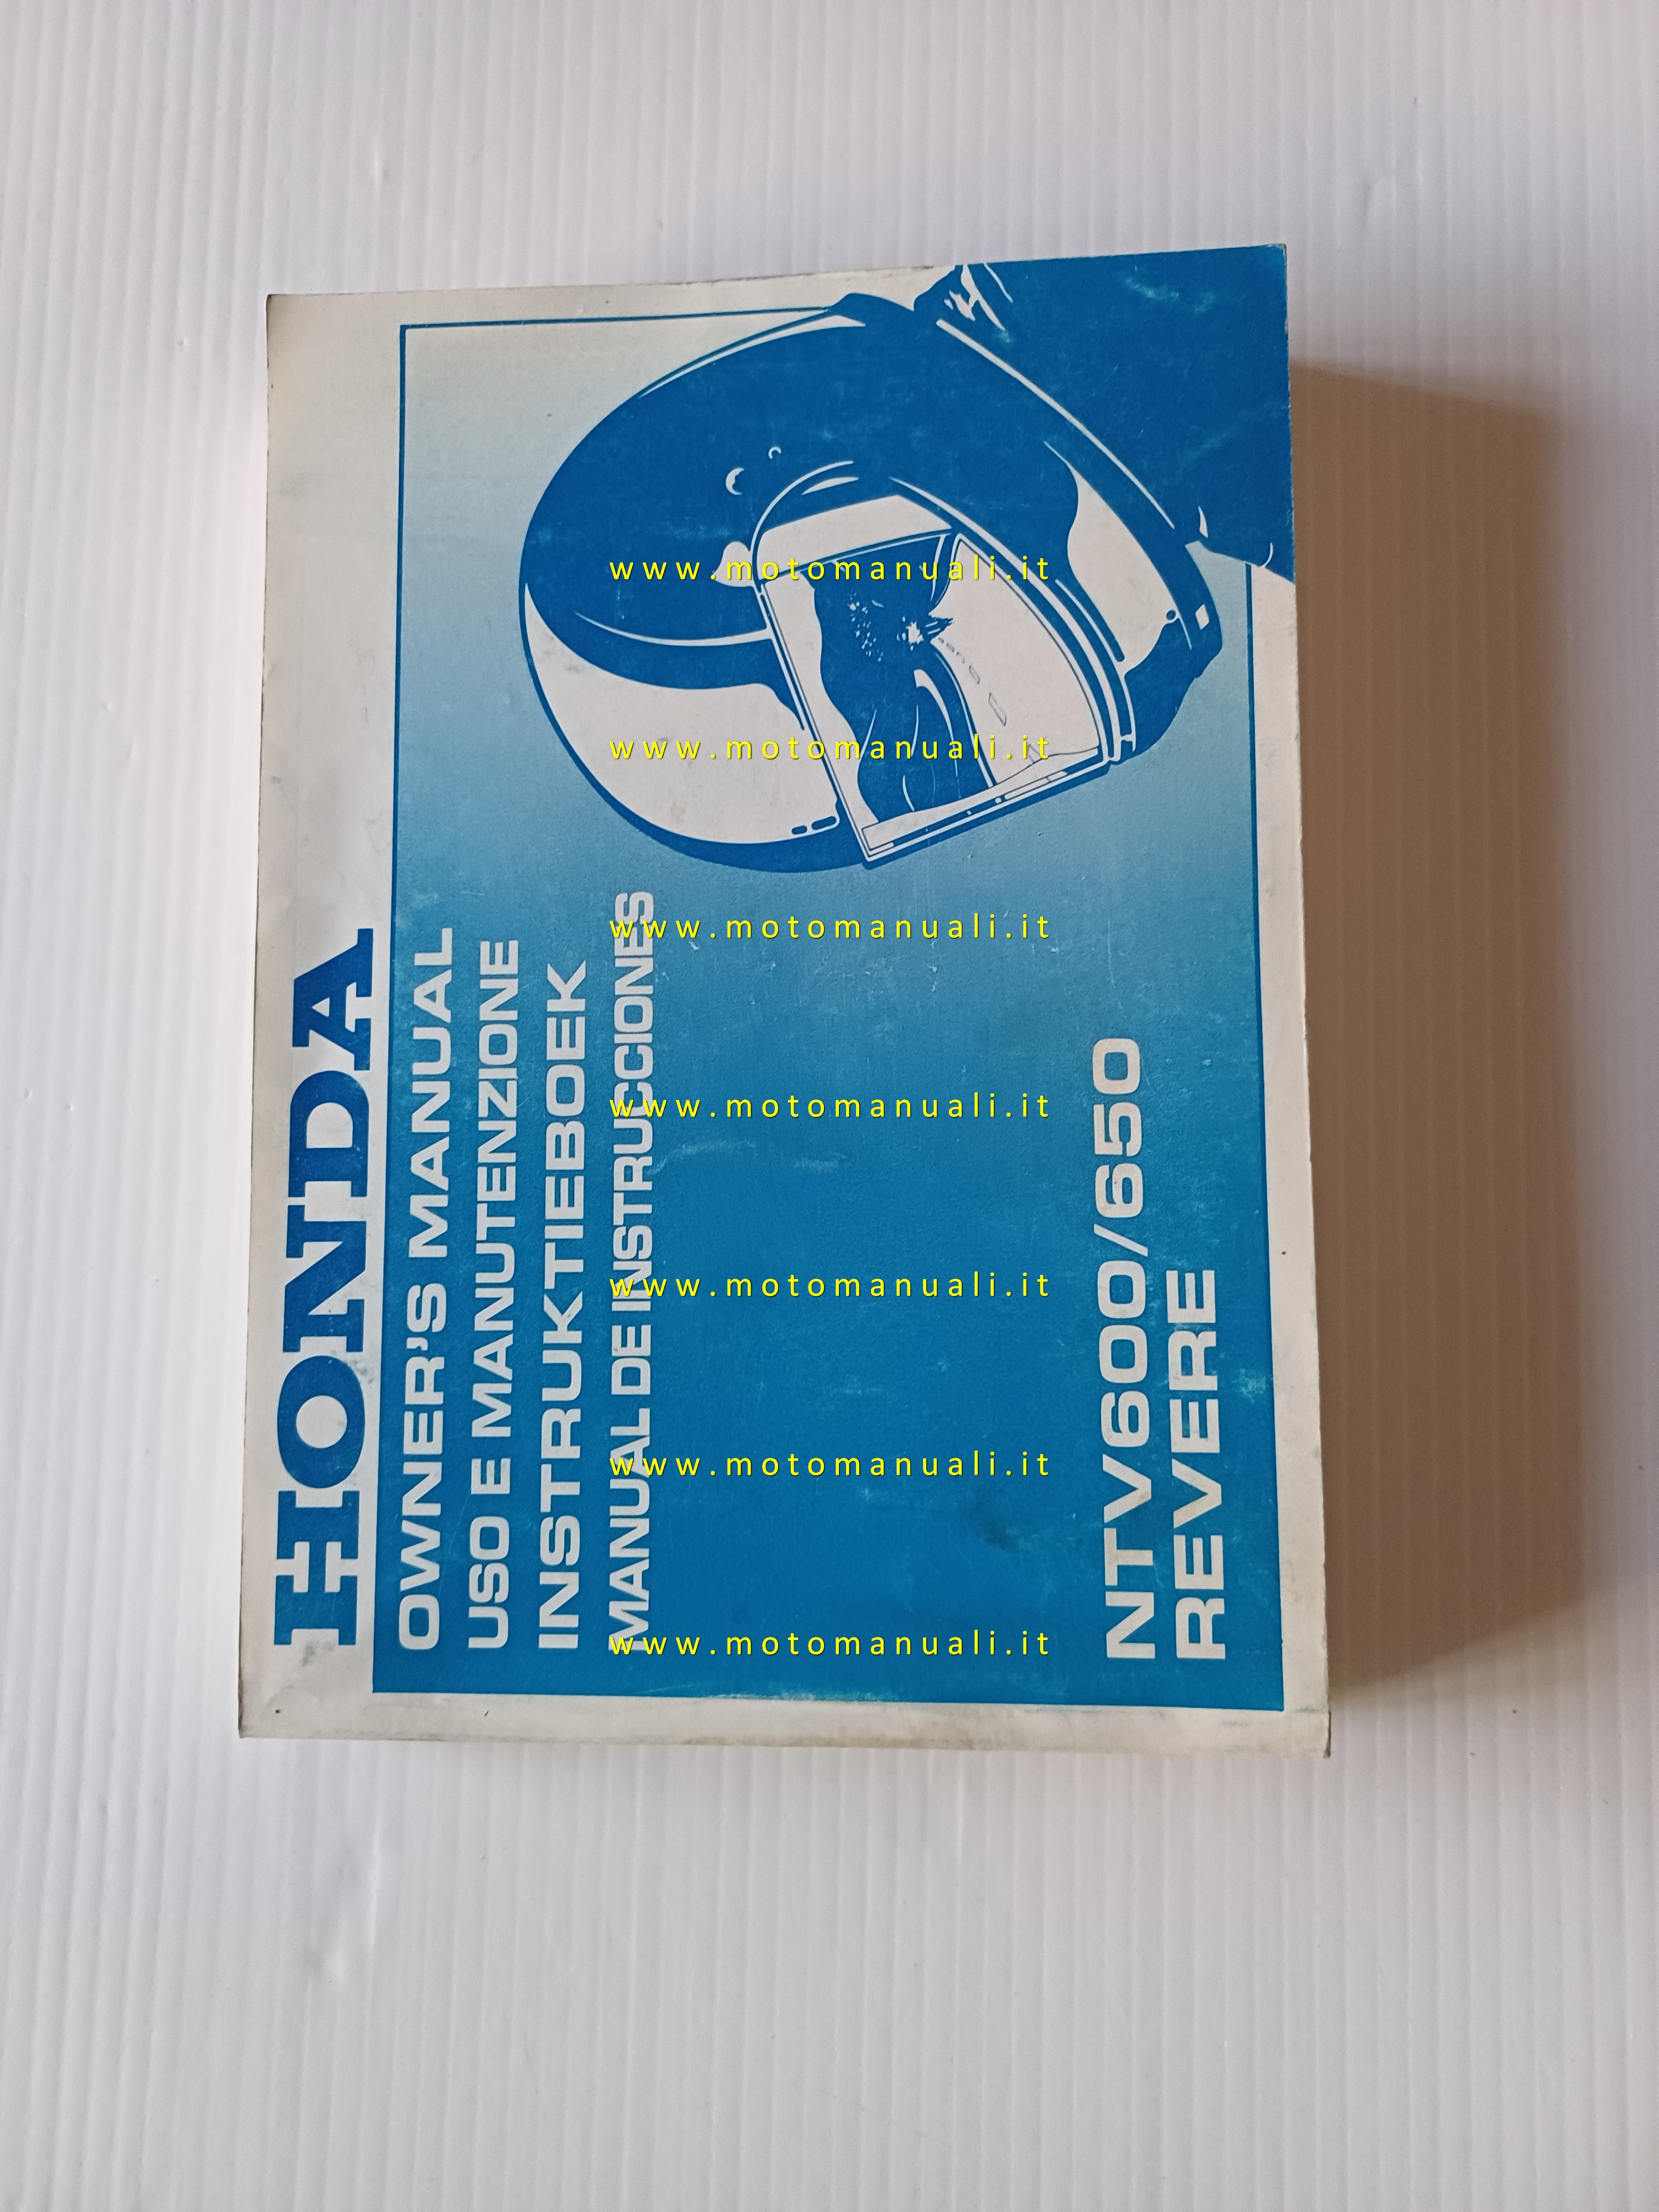 HONDA
OWNER'S MANUAL
USO E MANUTENZIONE
INSTRUKTIEBOEK
MANUAL DE INSTRUCCIONES
NTV600/650
REVERE
www.motomanuali.it
www.motomanuali.it
www.motomanuali.it
www.motomanuali.it
www.motomanuali.it
www.motomanuali.it
www.motomanuali.it